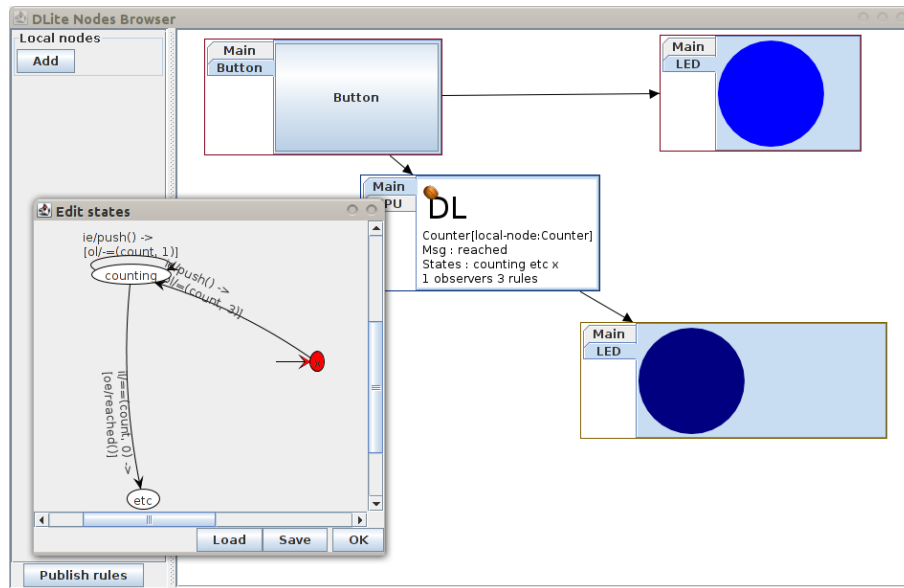 DLite Nodes Browser
Local nodes
Add
Main
Button
Button
Main
LED
Main
PU
DL
Counter[local-node:Counter]
Msg : reached
States : counting etc x
1 observers 3 rules
Main
LED
Edit states
ie/push() ->
[ol/-=(count, 1)]
counting
ie/push() ->
[ol/=(count, 3)]
x
il/==(count, 0) ->
[oe/reached()]
etc
Load
Save
OK
Publish rules